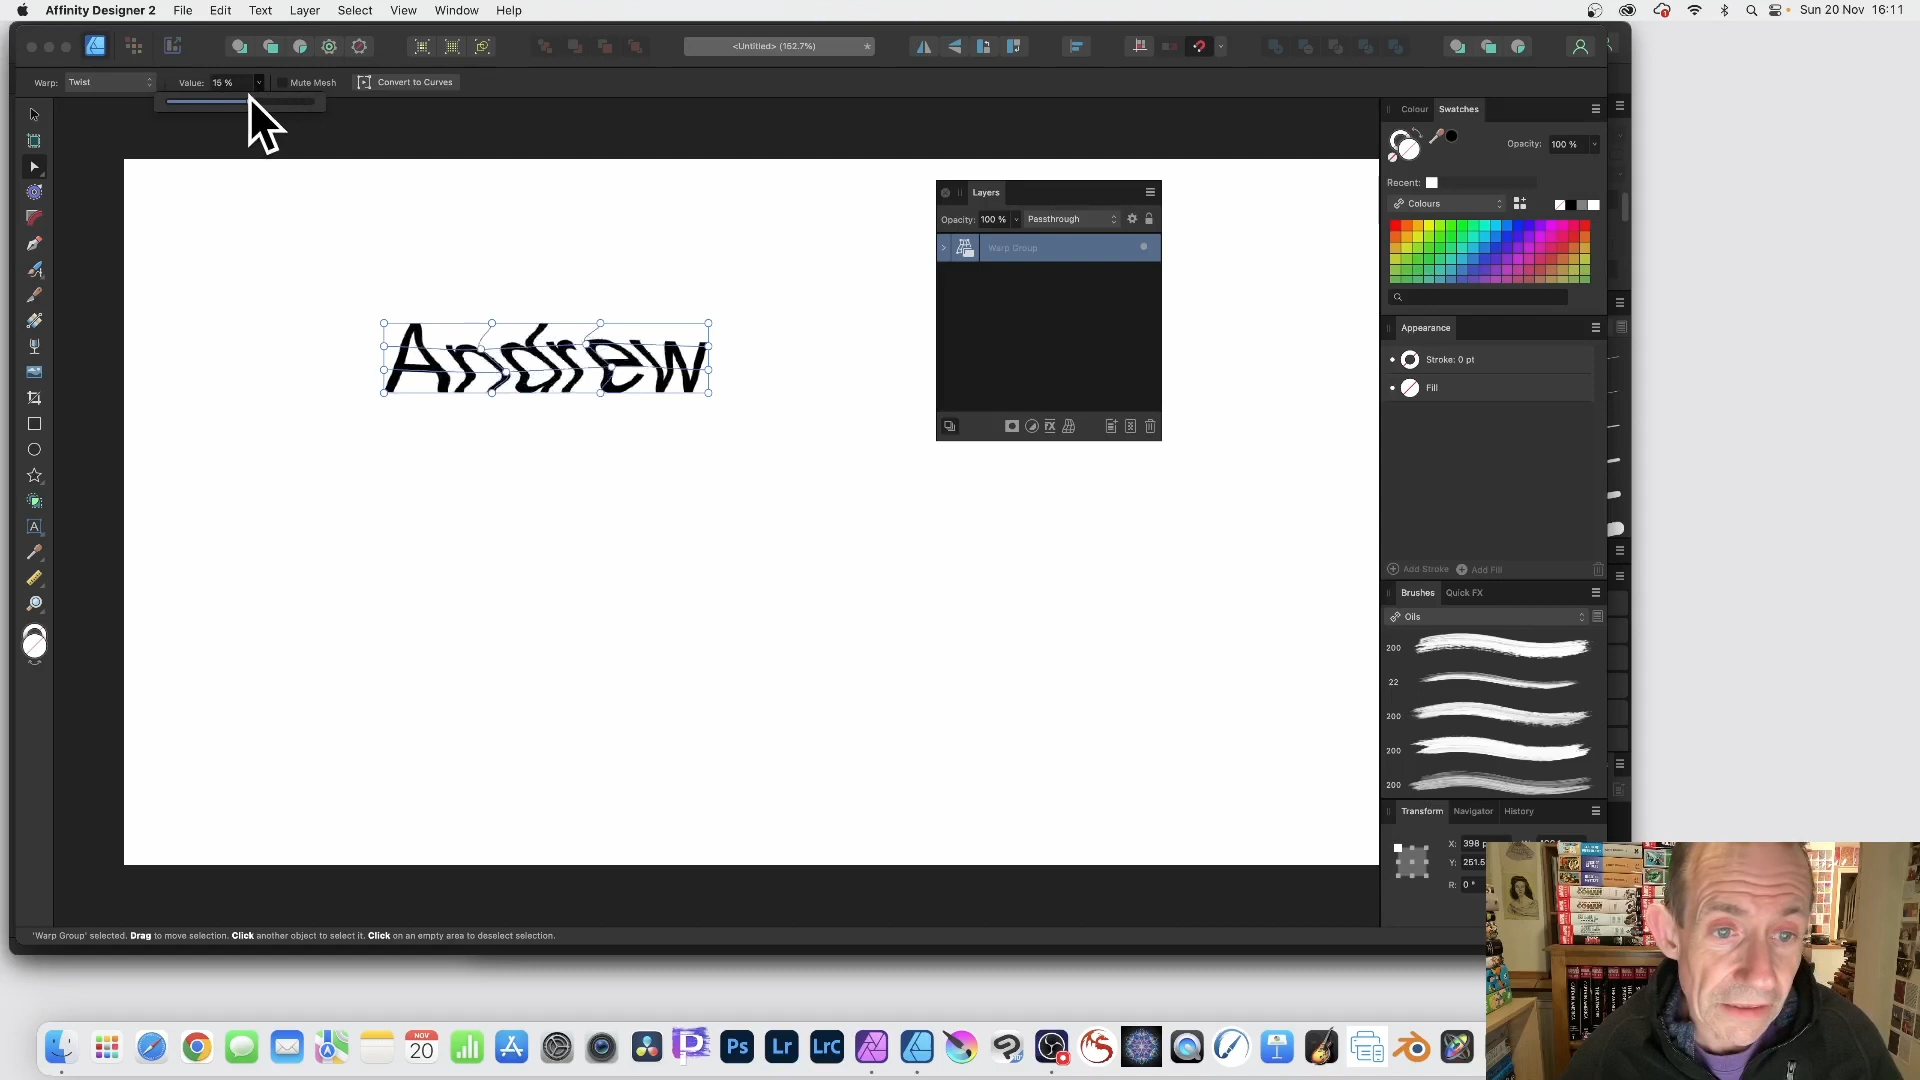 Affinity Designer 2 File Edit Text Layer Select View Window Help
Sun 20 Nov 16:11
<Untitled> (162.7%)
Warp: Twist Value: 15 % Mute Mesh Convert to Curves
Andrew
Layers
Opacity: 100 % Passthrough
Warp Group
Colour Swatches
Opacity: 100 %
Recent:
Colours
Appearance
Stroke: 0 pt
Fill
Add Stroke Add Fill
Brushes Quick FX
Oils
200
22
200
200
200
Transform Navigator History
X: 398
Y: 251.5
R: 0 °
'Warp Group' selected. Drag to move selection. Click another object to select it. Click on an empty area to deselect selection.
NOV
20
Ps
Lr
LrC